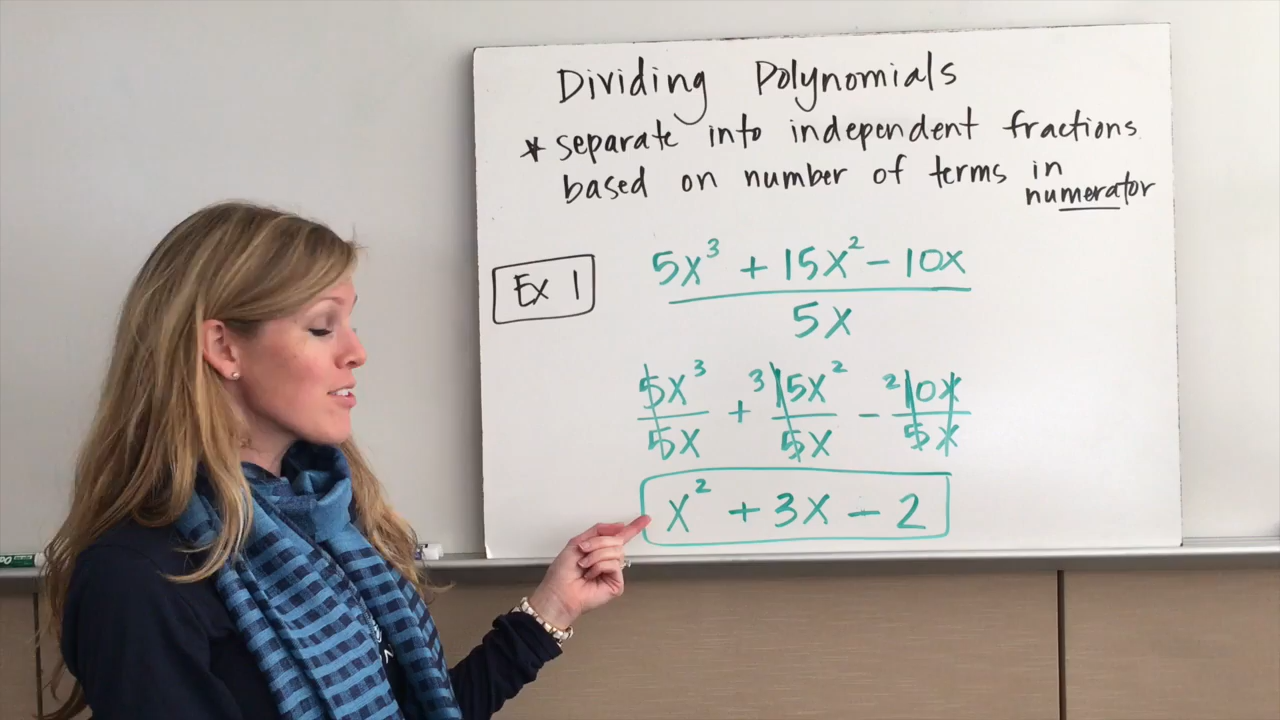 Dividing Polynomials
* separate into independent fractions
based on number of terms in
numerator
Ex 1
5x³ + 15x² - 10x
5x
5x³ + ³15x² - ²10x
5x 5x 5x
x² + 3x - 2